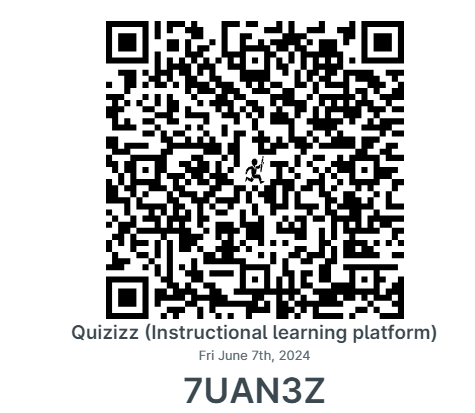 Quizizz (Instructional learning platform)
Fri June 7th, 2024
7UAN3Z